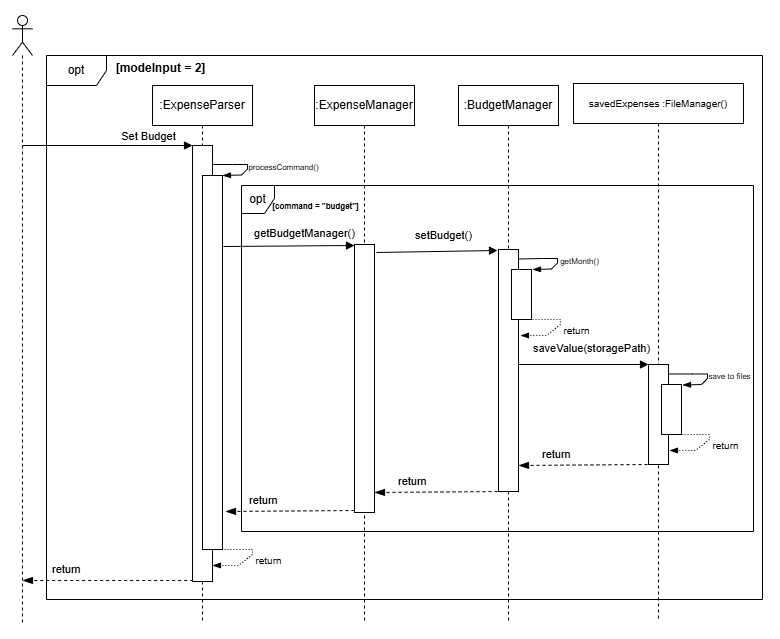 opt [modeInput = 2]
:ExpenseParser
:ExpenseManager
:BudgetManager
savedExpenses :FileManager()
Set Budget
processCommand()
opt [command = "budget"]
getBudgetManager()
setBudget()
getMonth()
return
saveValue(storagePath)
save to files
return
return
return
return
return
return